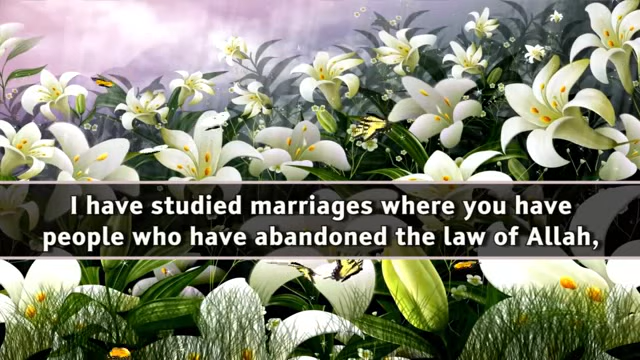 I have studied marriages where you have
people who have abandoned the law of Allah,